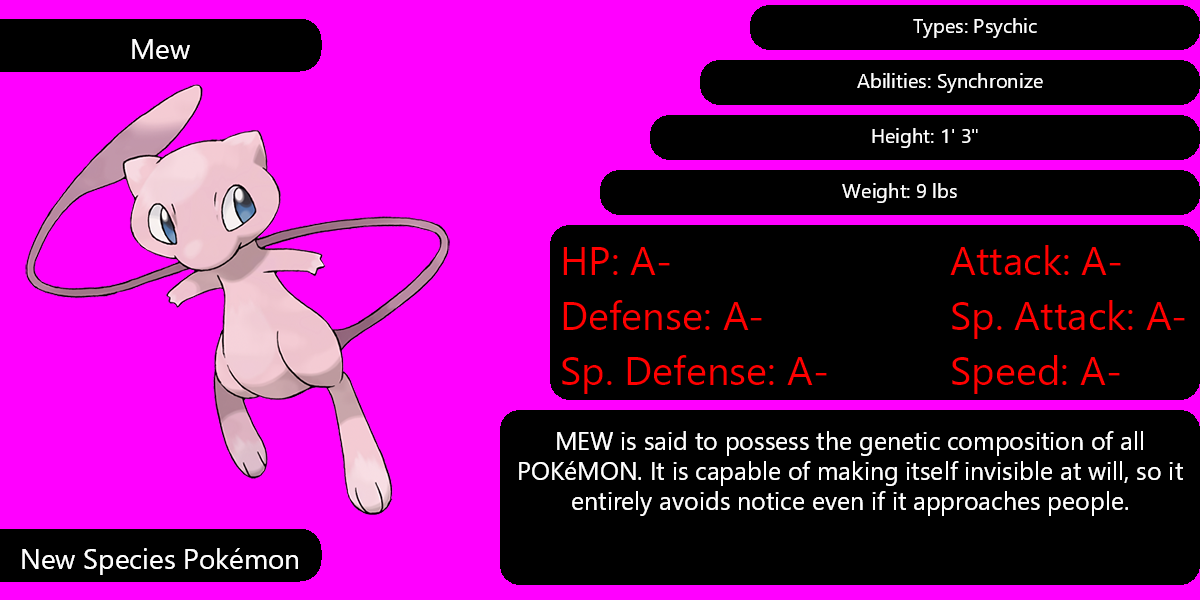 Mew
Types: Psychic
Abilities: Synchronize
Height: 1' 3"
Weight: 9 lbs
HP: A-
Attack: A-
Defense: A-
Sp. Attack: A-
Sp. Defense: A-
Speed: A-
MEW is said to possess the genetic composition of all
POKéMON. It is capable of making itself invisible at will, so it
entirely avoids notice even if it approaches people.
New Species Pokémon